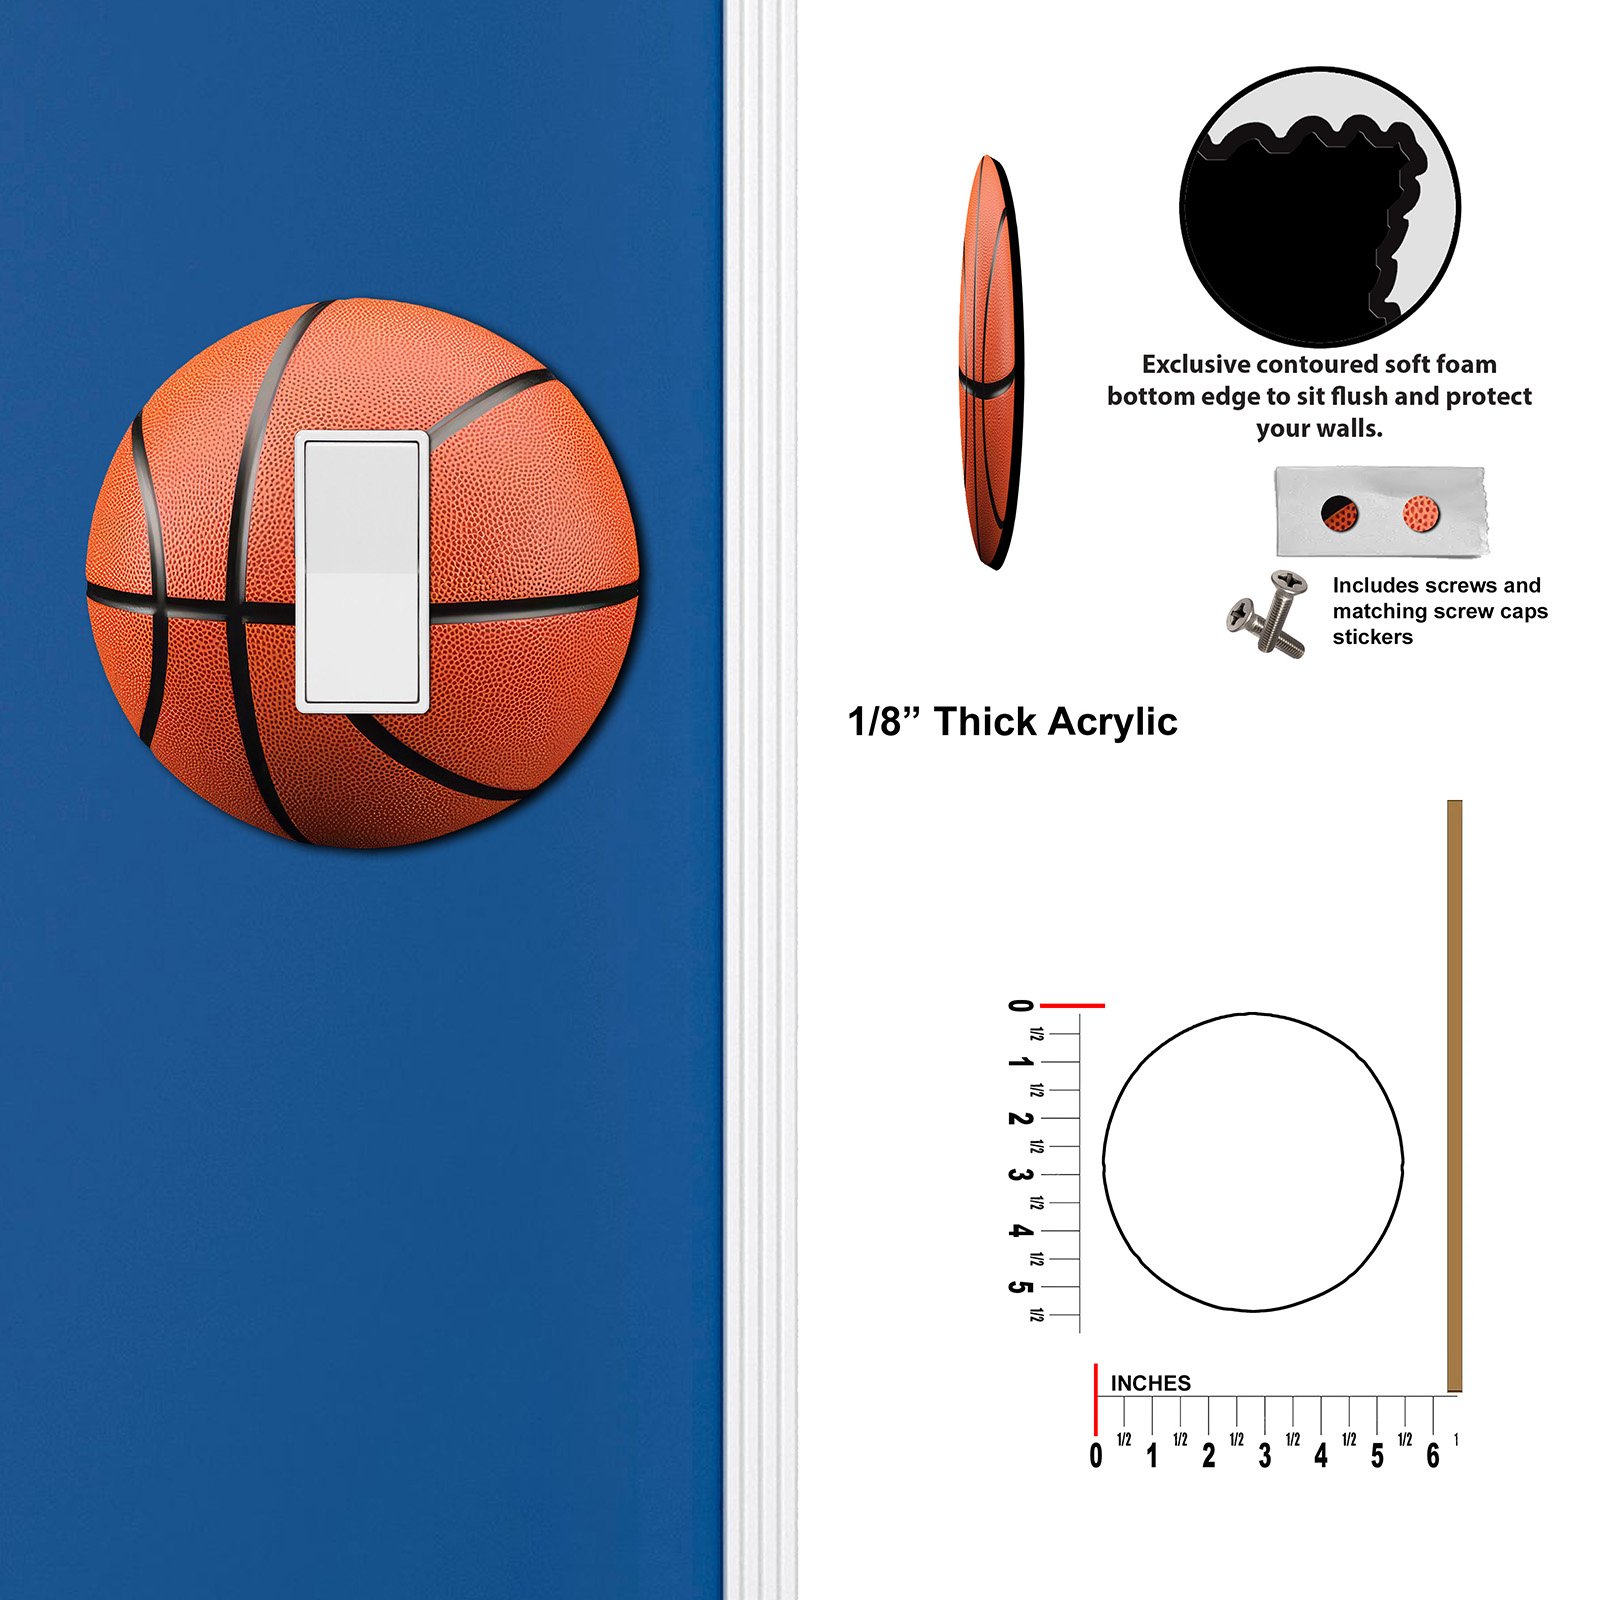 Exclusive contoured soft foam
bottom edge to sit flush and protect
your walls.
Includes screws and
matching screw caps
stickers
1/8” Thick Acrylic
0
1/2
1
1/2
2
1/2
3
1/2
4
1/2
5
1/2
INCHES
0 1/2 1 1/2 2 1/2 3 1/2 4 1/2 5 1/2 6 1